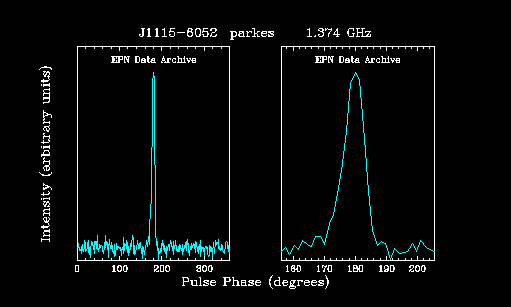 J1115-6052 parkes 1.374 GHz
EPN Data Archive EPN Data Archive
Intensity (arbitrary units)
0 100 200 300 160 170 180 190 200
Pulse Phase (degrees)